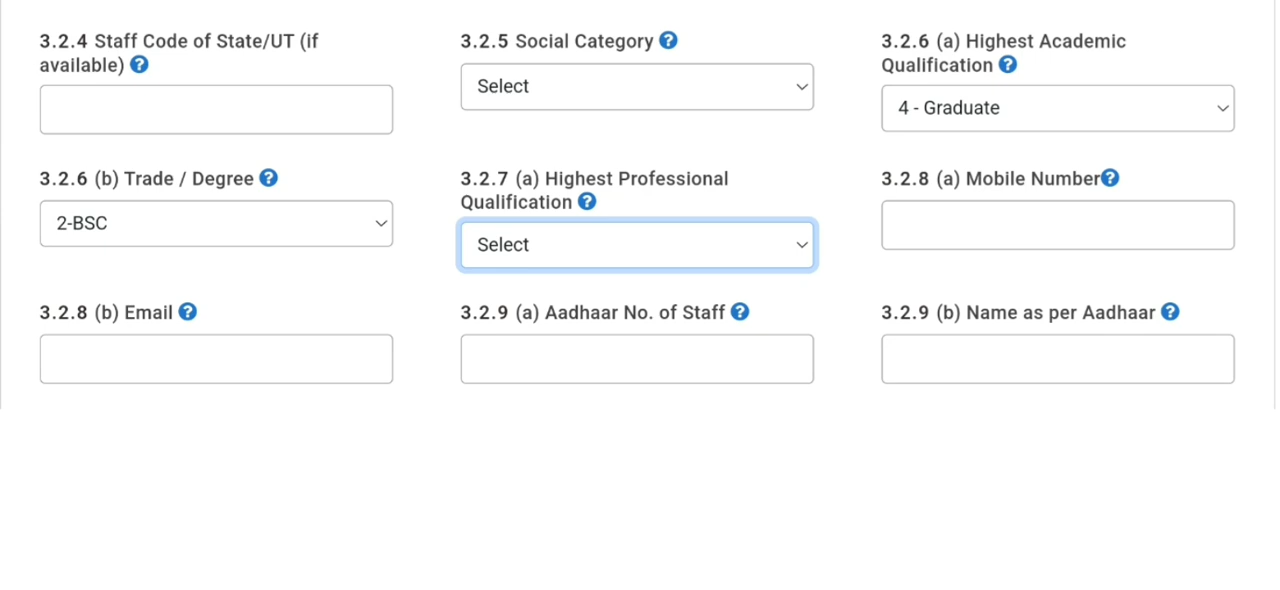 3.2.4 Staff Code of State/UT (if
available)
3.2.5 Social Category
Select
3.2.6 (a) Highest Academic
Qualification
4 - Graduate
3.2.6 (b) Trade / Degree
2-BSC
3.2.7 (a) Highest Professional
Qualification
Select
3.2.8 (a) Mobile Number
3.2.8 (b) Email
3.2.9 (a) Aadhaar No. of Staff
3.2.9 (b) Name as per Aadhaar